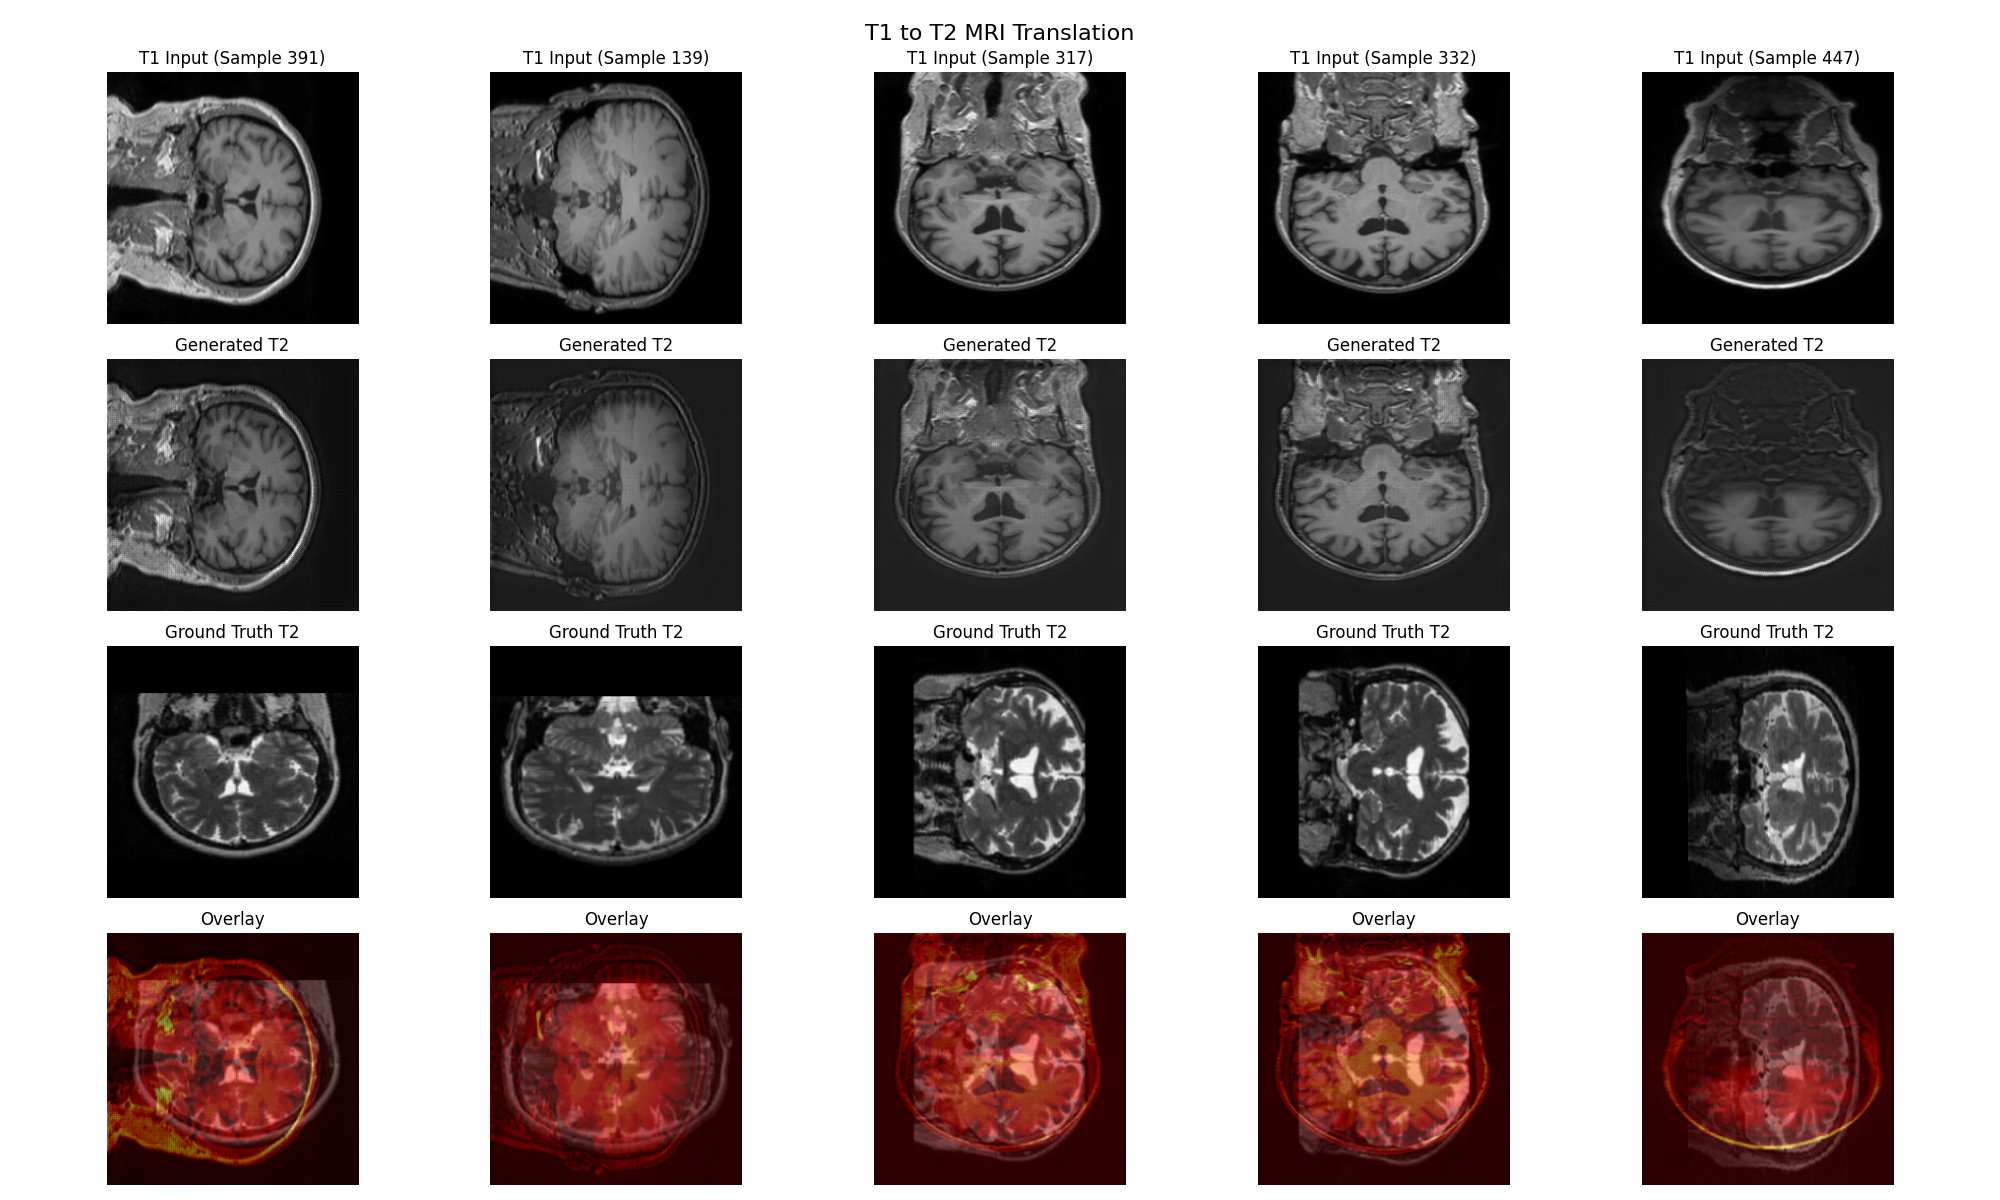 T1 to T2 MRI Translation
T1 Input (Sample 391)
T1 Input (Sample 139)
T1 Input (Sample 317)
T1 Input (Sample 332)
T1 Input (Sample 447)
Generated T2
Generated T2
Generated T2
Generated T2
Generated T2
Ground Truth T2
Ground Truth T2
Ground Truth T2
Ground Truth T2
Ground Truth T2
Overlay
Overlay
Overlay
Overlay
Overlay